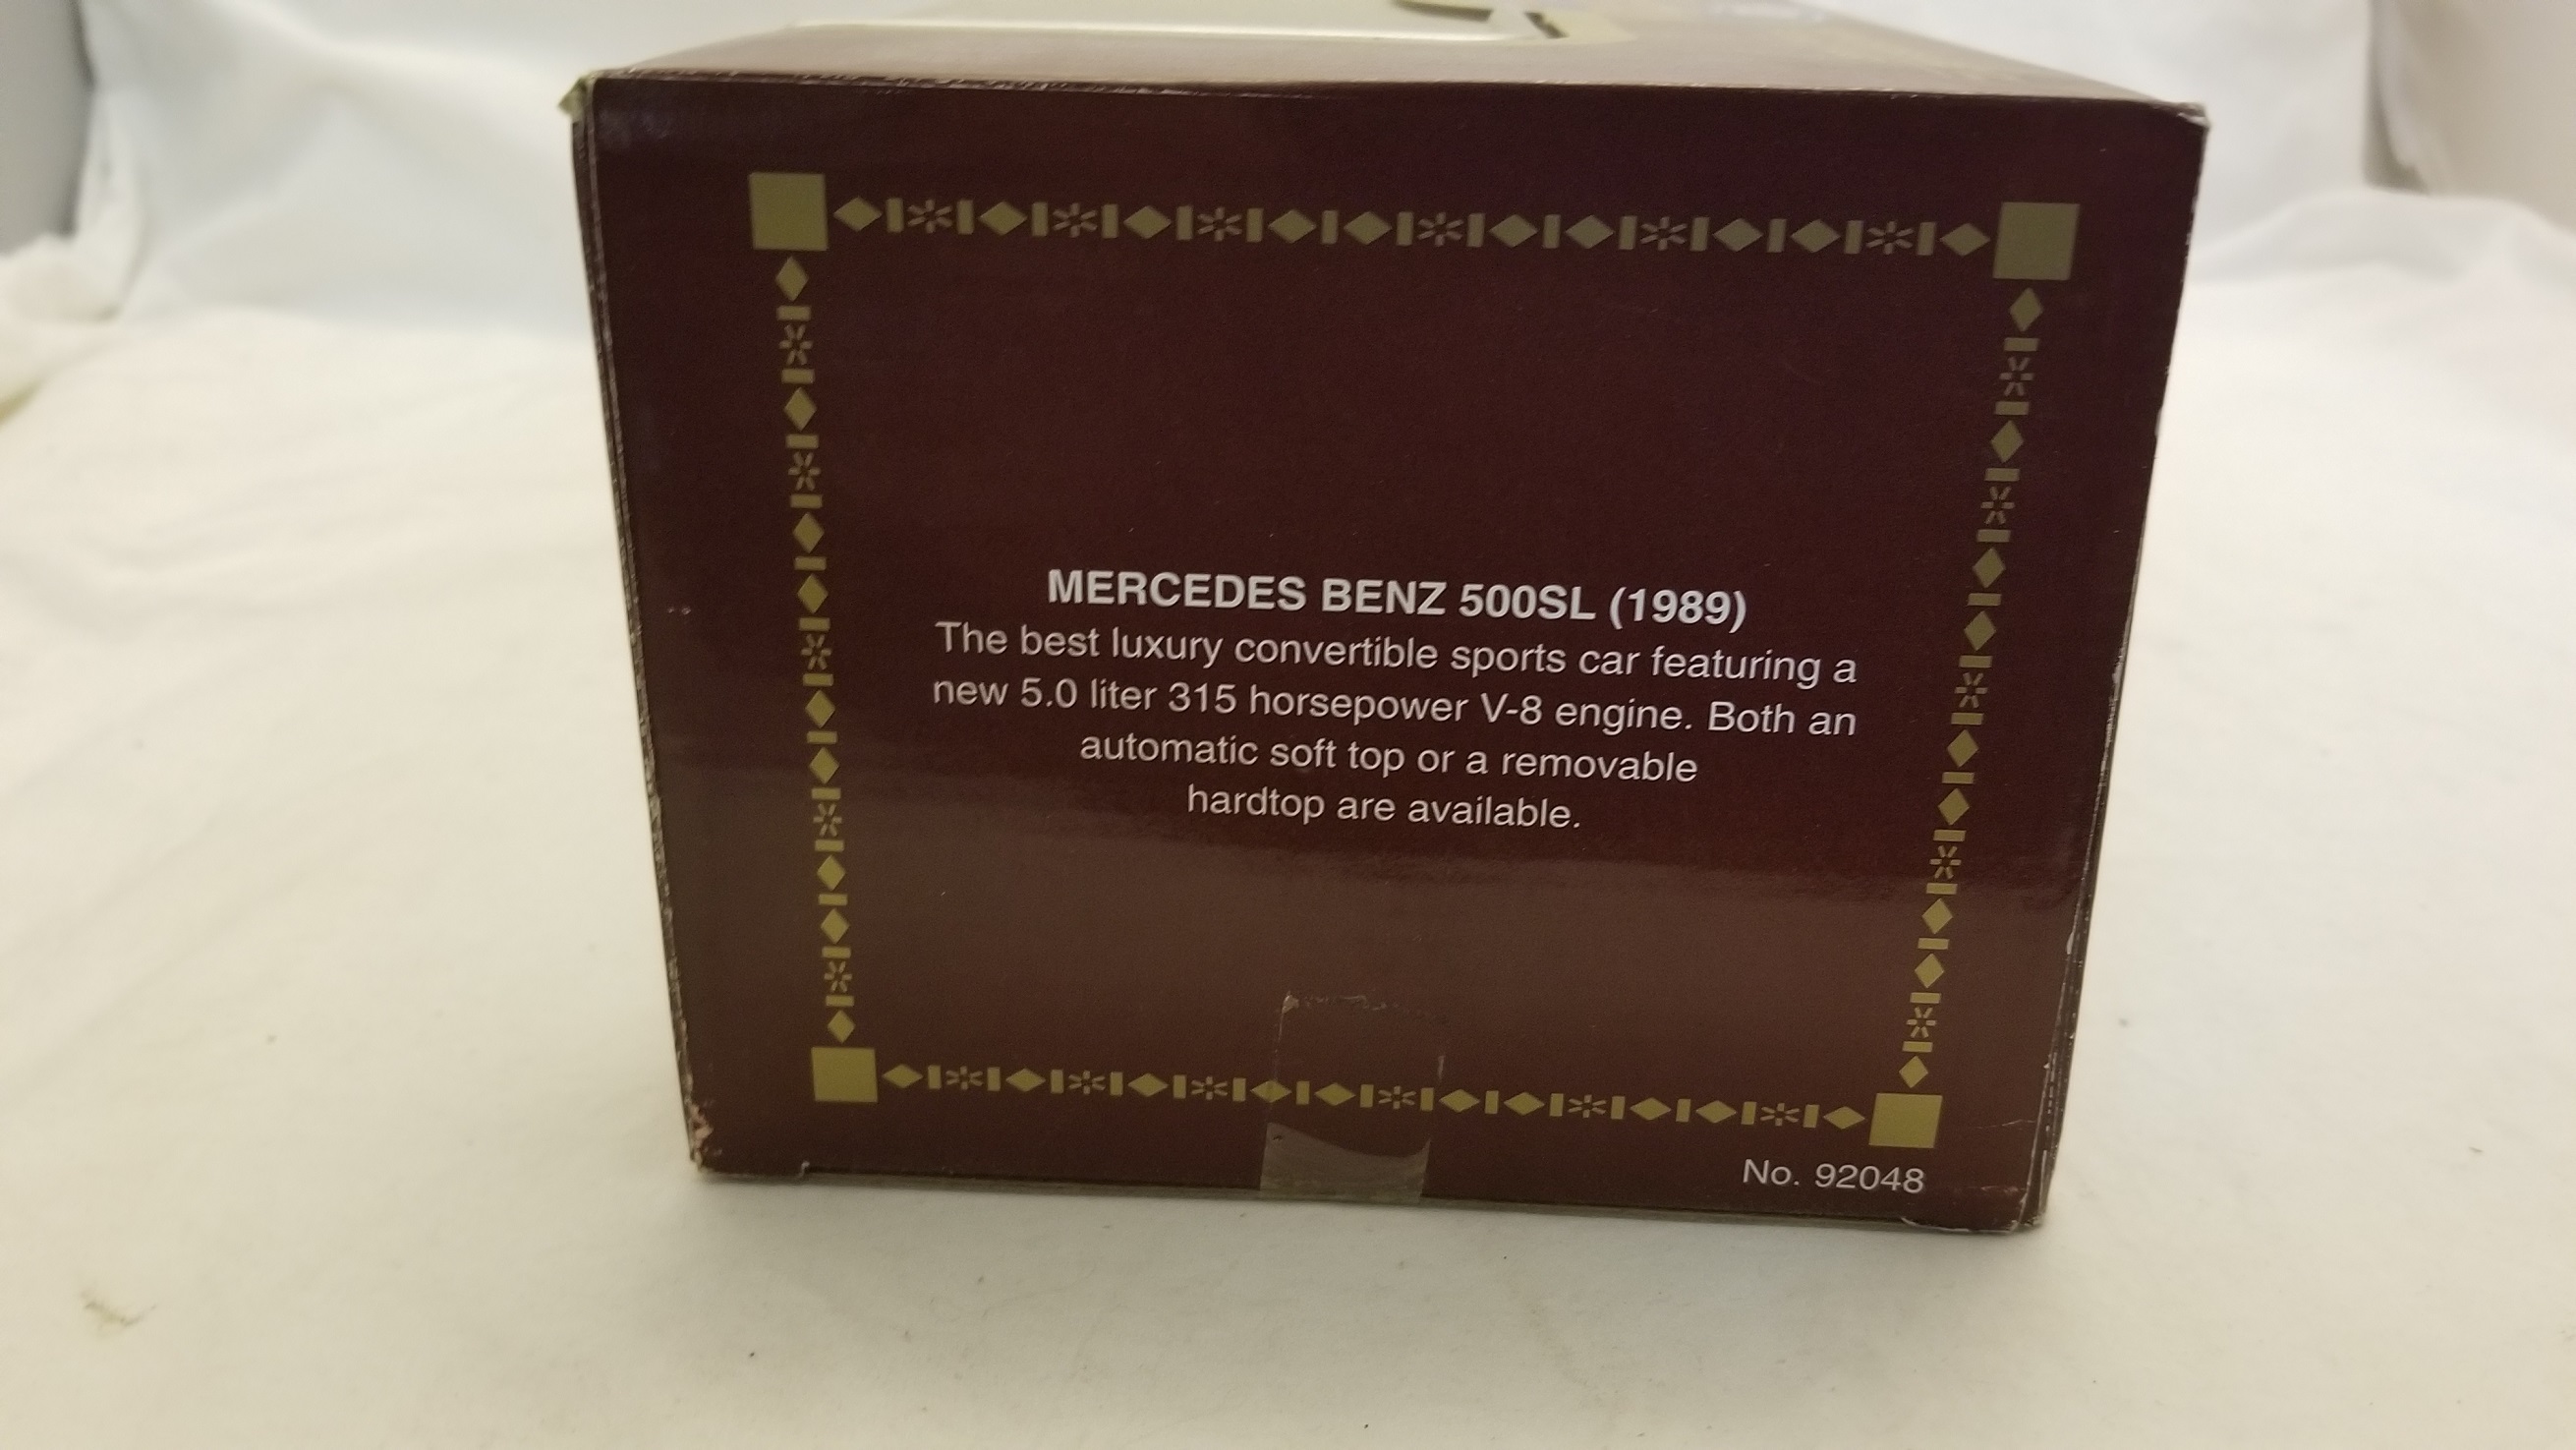 MERCEDES BENZ 500SL (1989)
The best luxury convertible sports car featuring a
new 5.0 liter 315 horsepower V-8 engine. Both an
automatic soft top or a removable
hardtop are available.
No. 92048